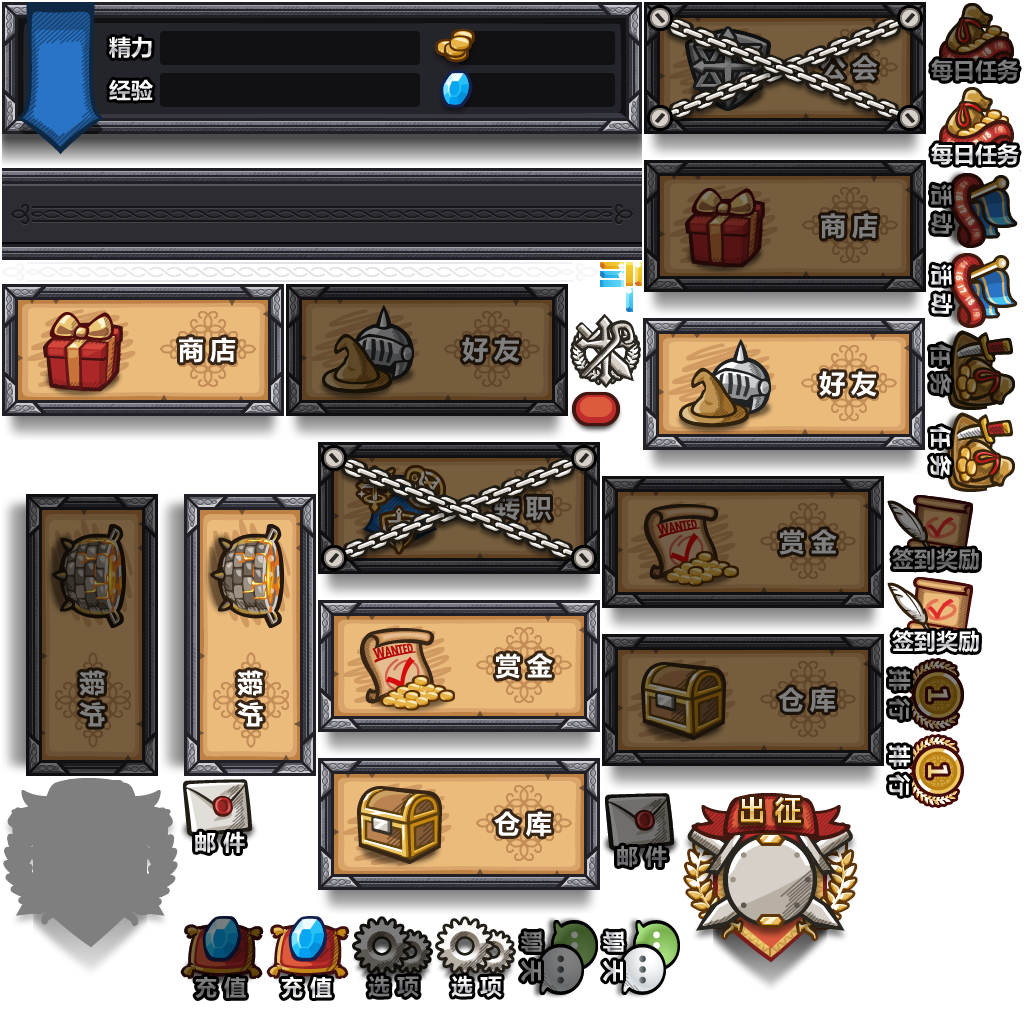 精力
经验
公会
每日任务
每日任务
商店
活动
活动
商店
好友
好友
任务
任务
转职
WANTED
赏金
签到奖励
签到奖励
锻炉
锻炉
WANTED
赏金
仓库
排行
1
排行
1
仓库
邮件
邮件
出征
充值
充值
选项
选项
聊天
聊天